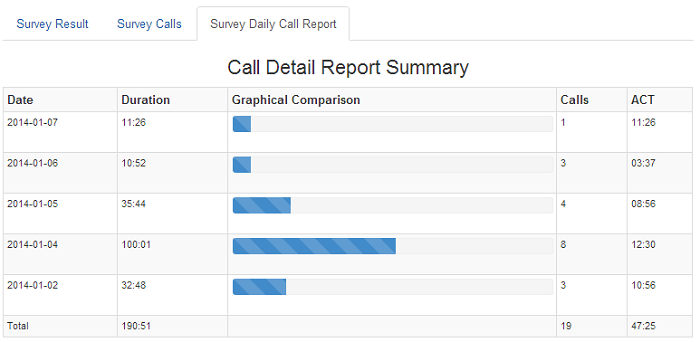 Survey Result Survey Calls Survey Daily Call Report
Call Detail Report Summary
Date Duration Graphical Comparison Calls ACT
2014-01-07 11:26 1 11:26
2014-01-06 10:52 3 03:37
2014-01-05 35:44 4 08:56
2014-01-04 100:01 8 12:30
2014-01-02 32:48 3 10:56
Total 190:51 19 47:25